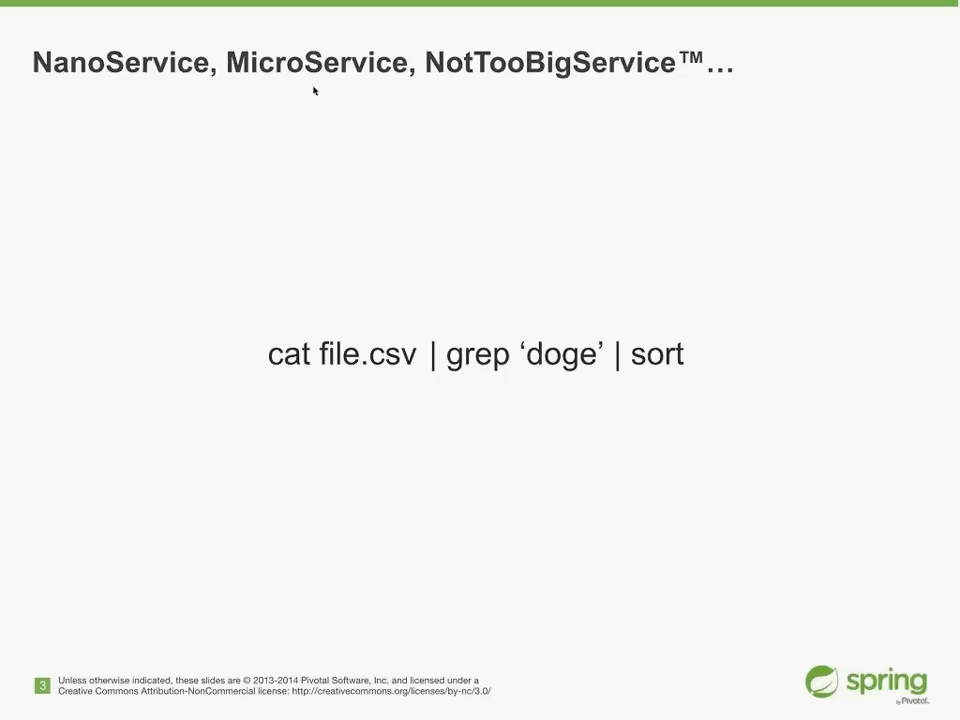 NanoService, MicroService, NotTooBigService™…
cat file.csv | grep ‘doge’ | sort
3
Unless otherwise indicated, these slides are © 2013-2014 Pivotal Software, Inc. and licensed under a
Creative Commons Attribution-NonCommercial license: http://creativecommons.org/licenses/by-nc/3.0/
spring
by Pivotal.